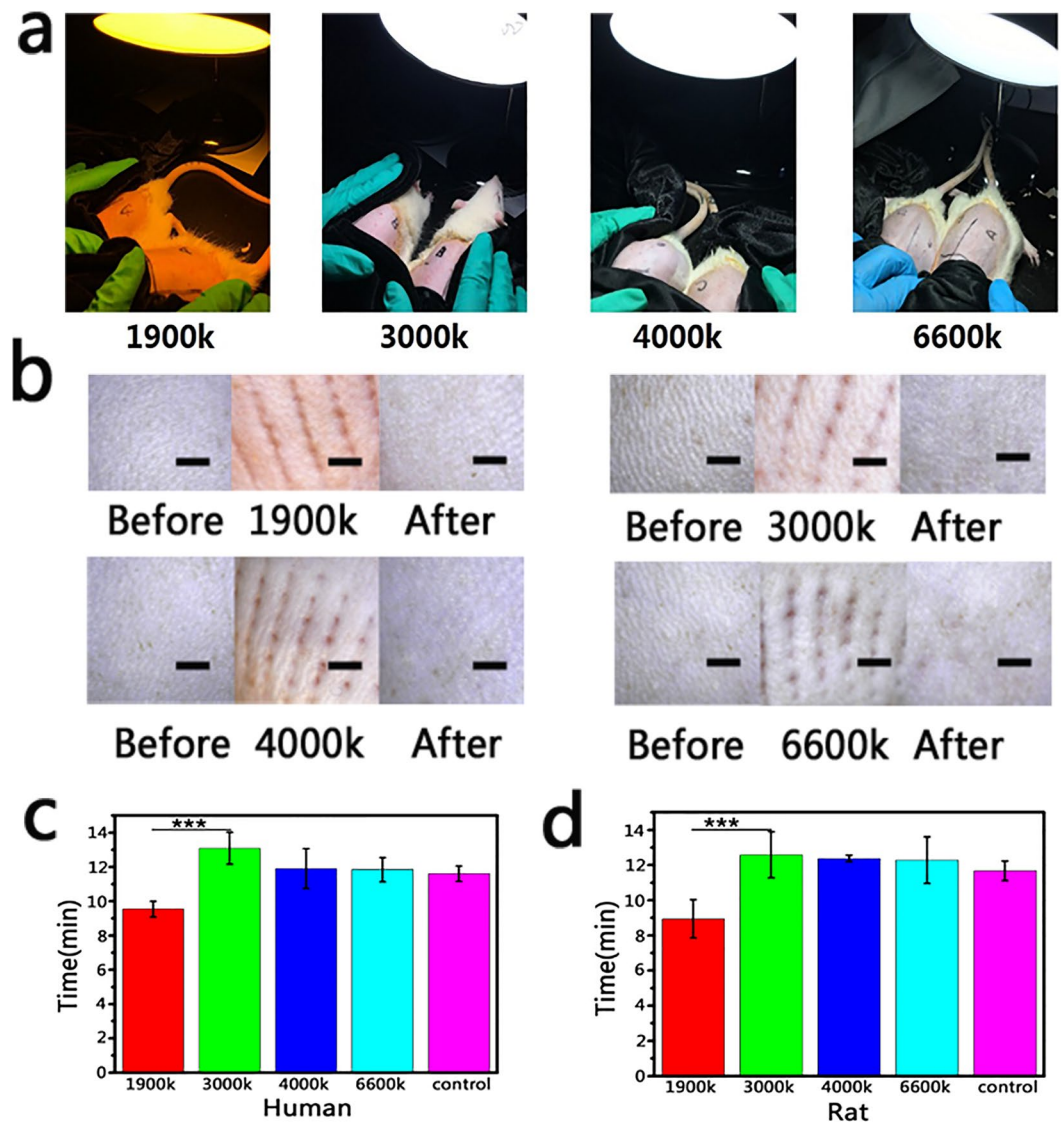 a
1900k 3000k 4000k 6600k
b
Before 1900k After
Before 3000k After
Before 4000k After
Before 6600k After
c
Time(min)
14
12
10
8
6
4
2
0
***
1900k 3000k 4000k 6600k control
Human
d
Time(min)
14
12
10
8
6
4
2
0
***
1900k 3000k 4000k 6600k control
Rat